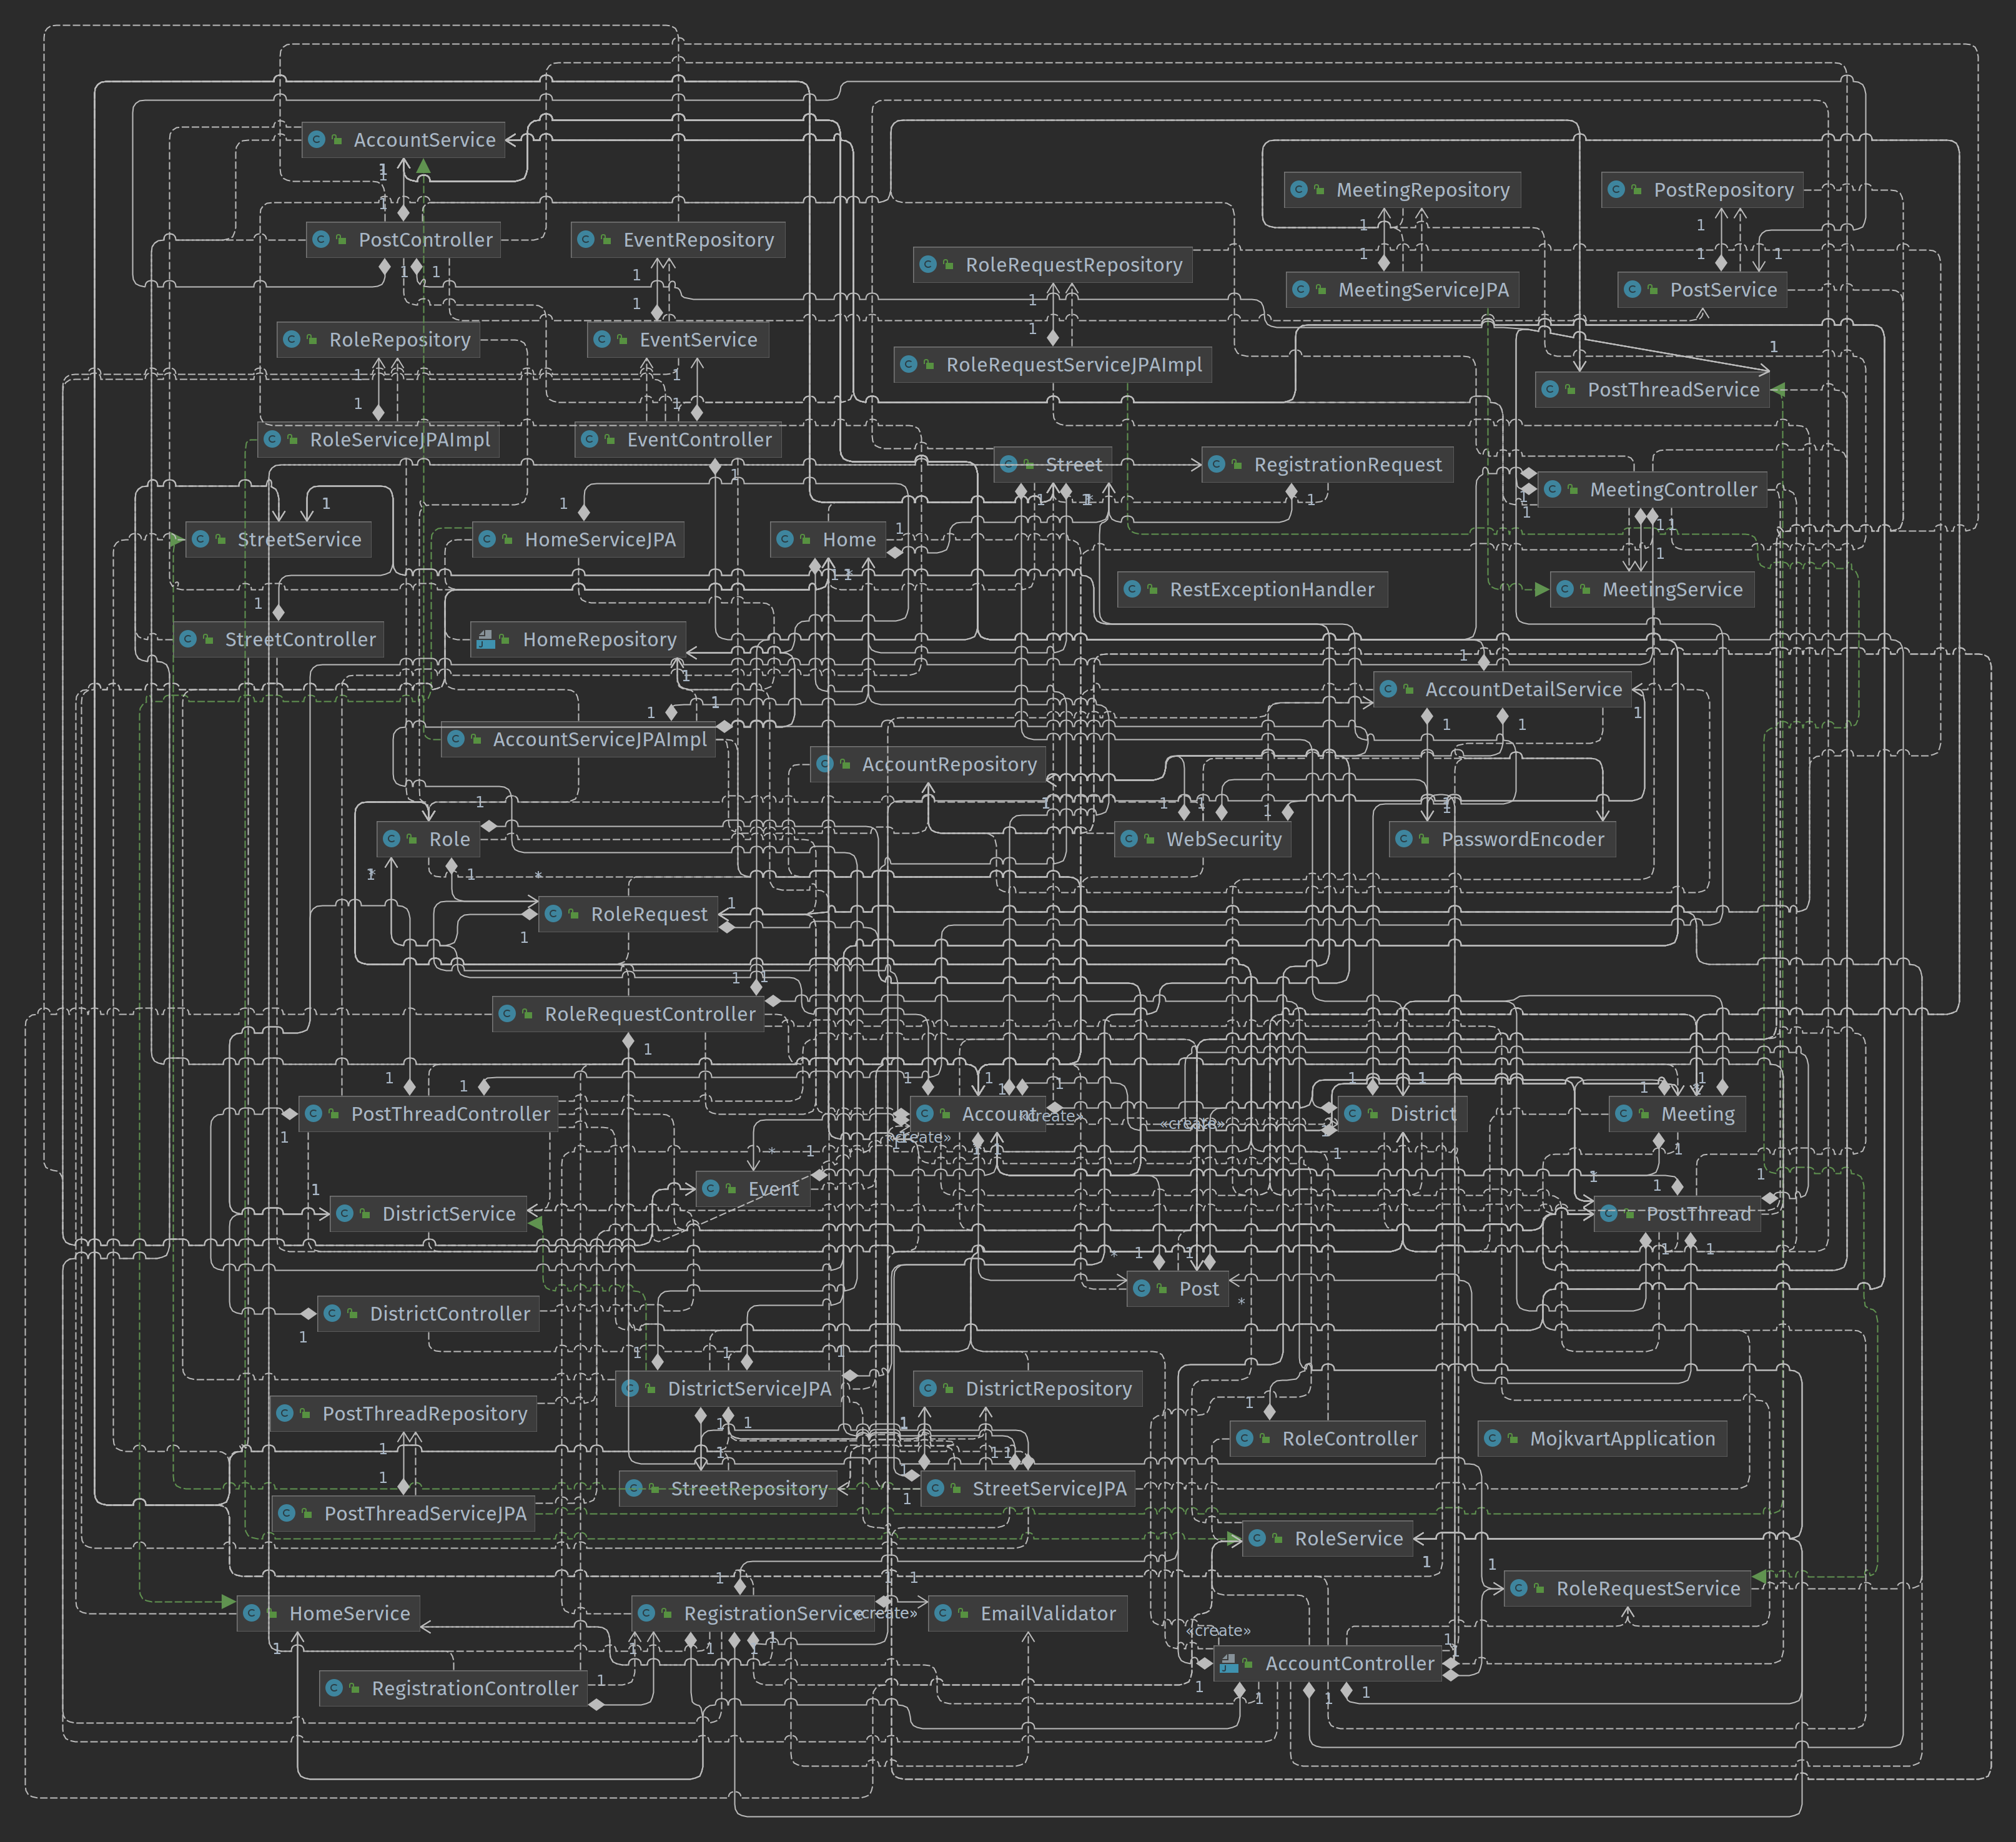 AccountService
MeetingRepository
PostRepository
PostController
EventRepository
RoleRequestRepository
MeetingServiceJPA
PostService
RoleRepository
EventService
RoleRequestServiceJPAImpl
PostThreadService
RoleServiceJPAImpl
EventController
Street
RegistrationRequest
MeetingController
StreetService
HomeServiceJPA
Home
RestExceptionHandler
MeetingService
StreetController
HomeRepository
AccountDetailService
AccountServiceJPAImpl
AccountRepository
Role
WebSecurity
PasswordEncoder
RoleRequest
RoleRequestController
PostThreadController
Account
«create»
«create»
District
Meeting
«create»
Event
DistrictService
PostThread
Post
DistrictController
DistrictServiceJPA
DistrictRepository
PostThreadRepository
RoleController
MojkvartApplication
StreetRepository
StreetServiceJPA
PostThreadServiceJPA
RoleService
RoleRequestService
HomeService
RegistrationService
«create»
EmailValidator
«create»
AccountController
RegistrationController